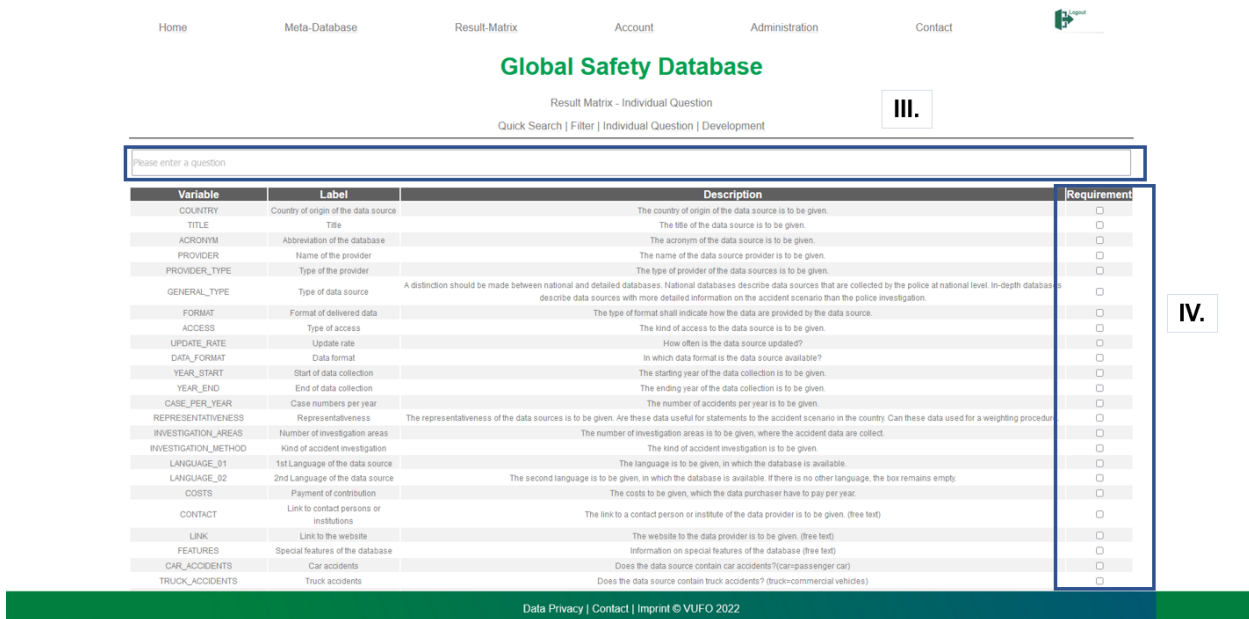 Home Meta-Database Result-Matrix Account Administration Contact Logout
Global Safety Database
Result Matrix - Individual Question
III.
Quick Search | Filter | Individual Question | Development
Please enter a question
Variable Label Description Requirement
COUNTRY Country of origin of the data source The country of origin of the data source is to be given.
TITLE Title The title of the data source is to be given.
ACRONYM Abbreviation of the database The acronym of the data source is to be given.
PROVIDER Name of the provider The name of the data source provider is to be given.
PROVIDER_TYPE Type of the provider The type of provider of the data sources is to be given.
GENERAL_TYPE Type of data source A distinction should be made between national and detailed databases. National databases describe data sources that are collected by the police at national level. In-depth databases
describe data sources with more detailed information on the accident scenario than the police investigation.
FORMAT Format of delivered data The type of format shall indicate how the data are provided by the data source.
IV.
ACCESS Type of access The kind of access to the data source is to be given.
UPDATE_RATE Update rate How often is the data source updated?
DATA_FORMAT Data format In which data format is the data source available?
YEAR_START Start of data collection The starting year of the data collection is to be given.
YEAR_END End of data collection The ending year of the data collection is to be given.
CASE_PER_YEAR Case numbers per year The number of accidents per year is to be given.
REPRESENTATIVENESS Representativeness The representativeness of the data sources is to be given. Are these data useful for statements to the accident scenario in the country. Can these data used for a weighting procedure.
INVESTIGATION_AREAS Number of investigation areas The number of investigation areas is to be given, where the accident data are collect.
INVESTIGATION_METHOD Kind of accident investigation The kind of accident investigation is to be given.
LANGUAGE_01 1st Language of the data source The language is to be given, in which the database is available.
LANGUAGE_02 2nd Language of the data source The second language is to be given, in which the database is available. If there is no other language, the box remains empty.
COSTS Payment of contribution The costs to be given, which the data purchaser have to pay per year.
CONTACT Link to contact persons or
institutions The link to a contact person or institute of the data provider is to be given. (free text)
LINK Link to the website The website to the data provider is to be given. (free text)
FEATURES Special features of the database Information on special features of the database (free text)
CAR_ACCIDENTS Car accidents Does the data source contain car accidents?(car=passenger car)
TRUCK_ACCIDENTS Truck accidents Does the data source contain truck accidents? (truck=commercial vehicles)
Data Privacy | Contact | Imprint © VUFO 2022